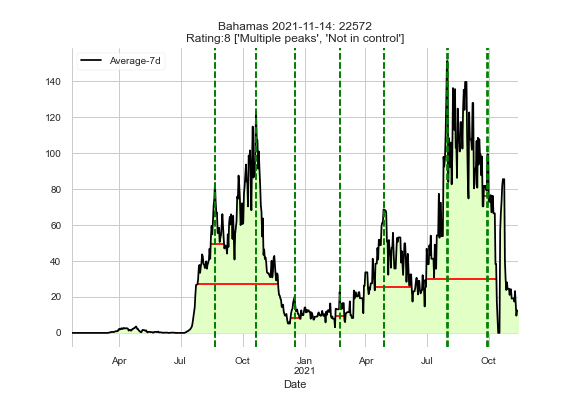 Bahamas 2021-11-14: 22572
Rating:8 ['Multiple peaks', 'Not in control']
Average-7d
140
120
100
80
60
40
20
0
Apr Jul Oct Jan Apr Jul Oct
2021
Date